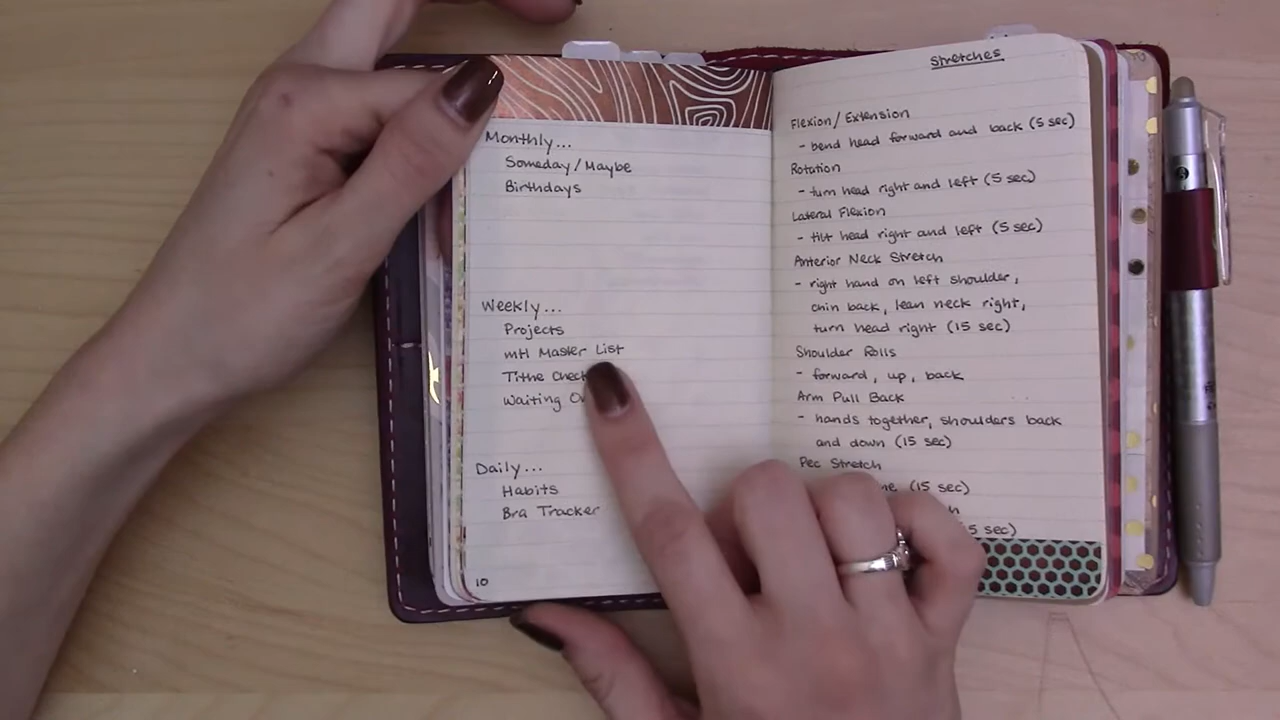 Monthly...
Someday/Maybe
Birthdays
Weekly...
Projects
mtl Master List
Tithe Check
Waiting
Daily...
Habits
Bra Tracker
10
Stretches
Flexion/Extension
- bend head forward and back (5 sec)
Rotation
- turn head right and left (5 sec)
Lateral Flexion
- tilt head right and left (5 sec)
Anterior Neck Stretch
- right hand on left shoulder,
chin back, lean neck right,
turn head right (15 sec)
Shoulder Rolls
- forward, up, back
Arm Pull Back
- hands together, shoulders back
and down (15 sec)
Pec Stretch
(15 sec)
5 sec)